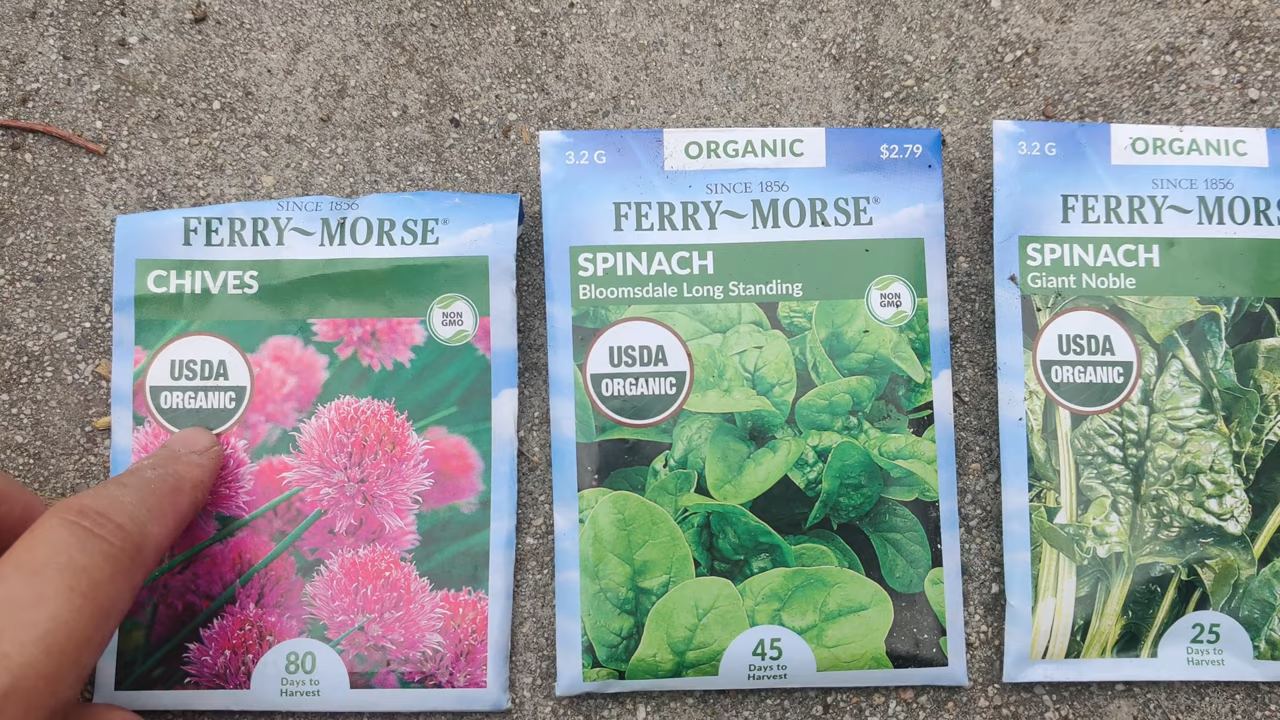 SINCE 1856
FERRY~MORSE®
CHIVES
NON
GMO
USDA
ORGANIC
80
Days to
Harvest
3.2 G
ORGANIC
$2.79
SINCE 1856
FERRY~MORSE®
SPINACH
Bloomsdale Long Standing
NON
GMO
USDA
ORGANIC
45
Days to
Harvest
3.2 G
ORGANIC
SINCE 1856
FERRY~MORS
SPINACH
Giant Noble
USDA
ORGANIC
25
Days to
Harvest